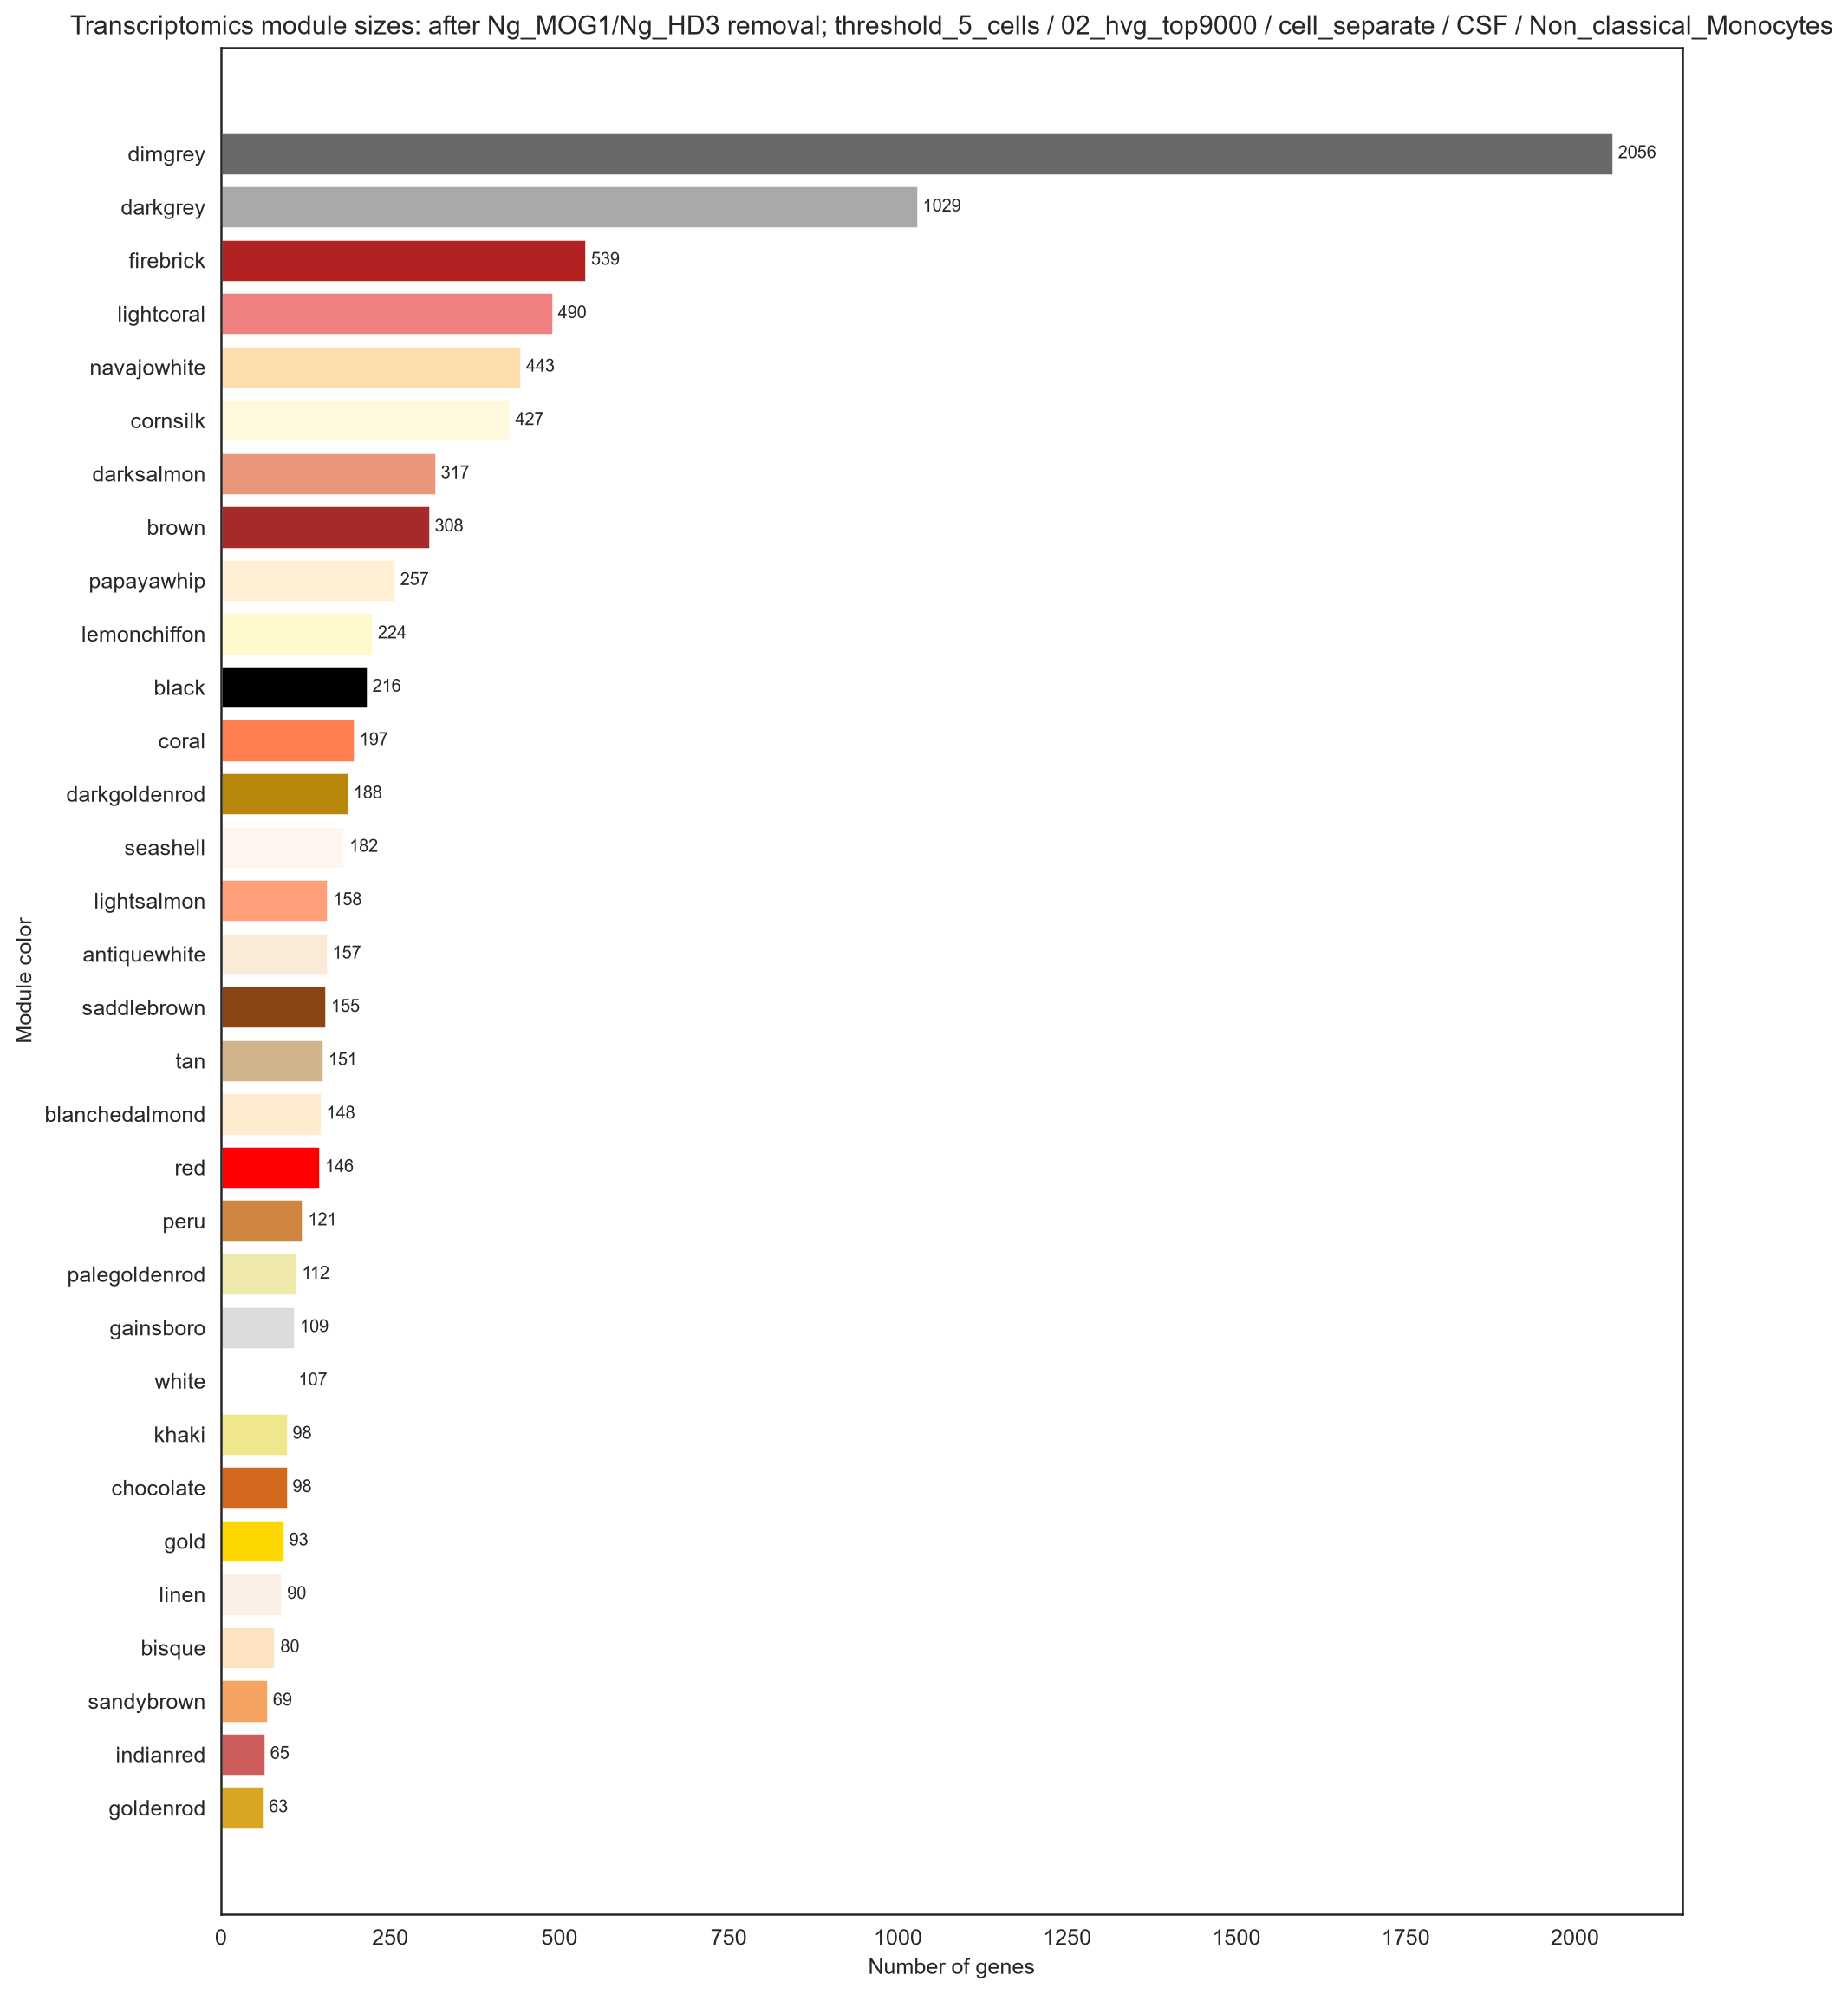 Transcriptomics module sizes: after Ng_MOG1/Ng_HD3 removal; threshold_5_cells / 02_hvg_top9000 / cell_separate / CSF / Non_classical_Monocytes
dimgrey 2056
darkgrey 1029
firebrick 539
lightcoral 490
navajowhite 443
cornsilk 427
darksalmon 317
brown 308
papayawhip 257
lemonchiffon 224
black 216
coral 197
darkgoldenrod 188
seashell 182
lightsalmon 158
antiquewhite 157
saddlebrown 155
tan 151
blanchedalmond 148
red 146
peru 121
palegoldenrod 112
gainsboro 109
white 107
khaki 98
chocolate 98
gold 93
linen 90
bisque 80
sandybrown 69
indianred 65
goldenrod 63
Module color
0 250 500 750 1000 1250 1500 1750 2000
Number of genes